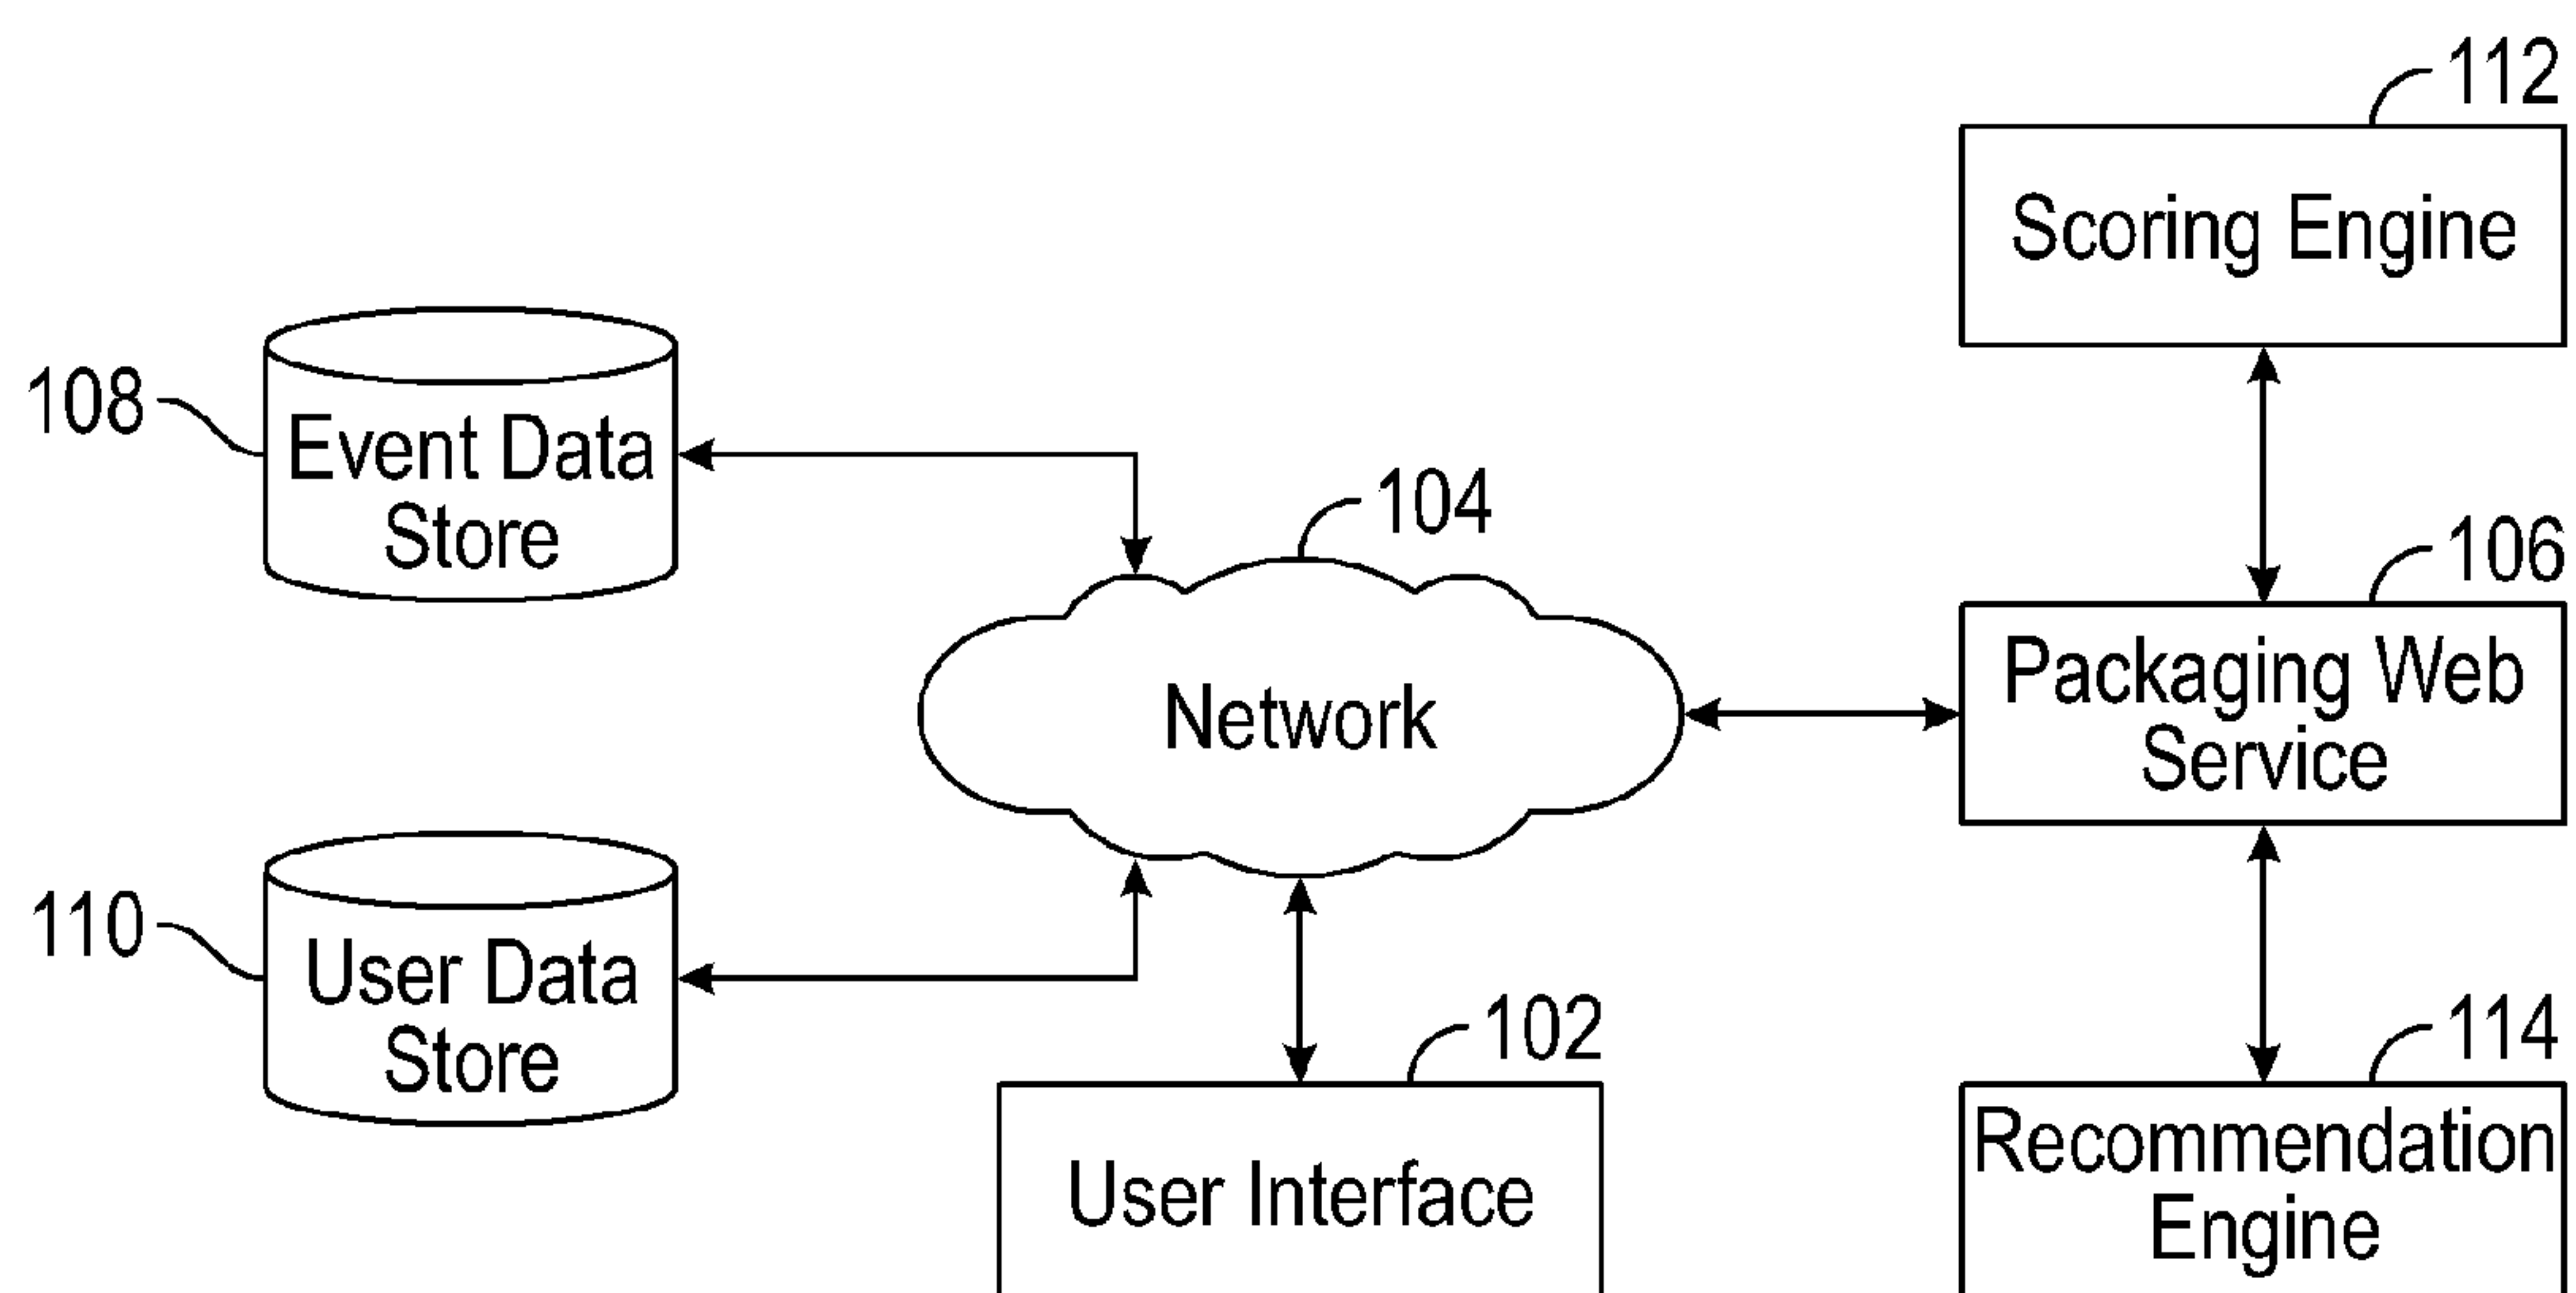 112
Scoring Engine
108
Event Data
Store
104
106
Network
Packaging Web
Service
110
User Data
Store
102
User Interface
114
Recommendation
Engine